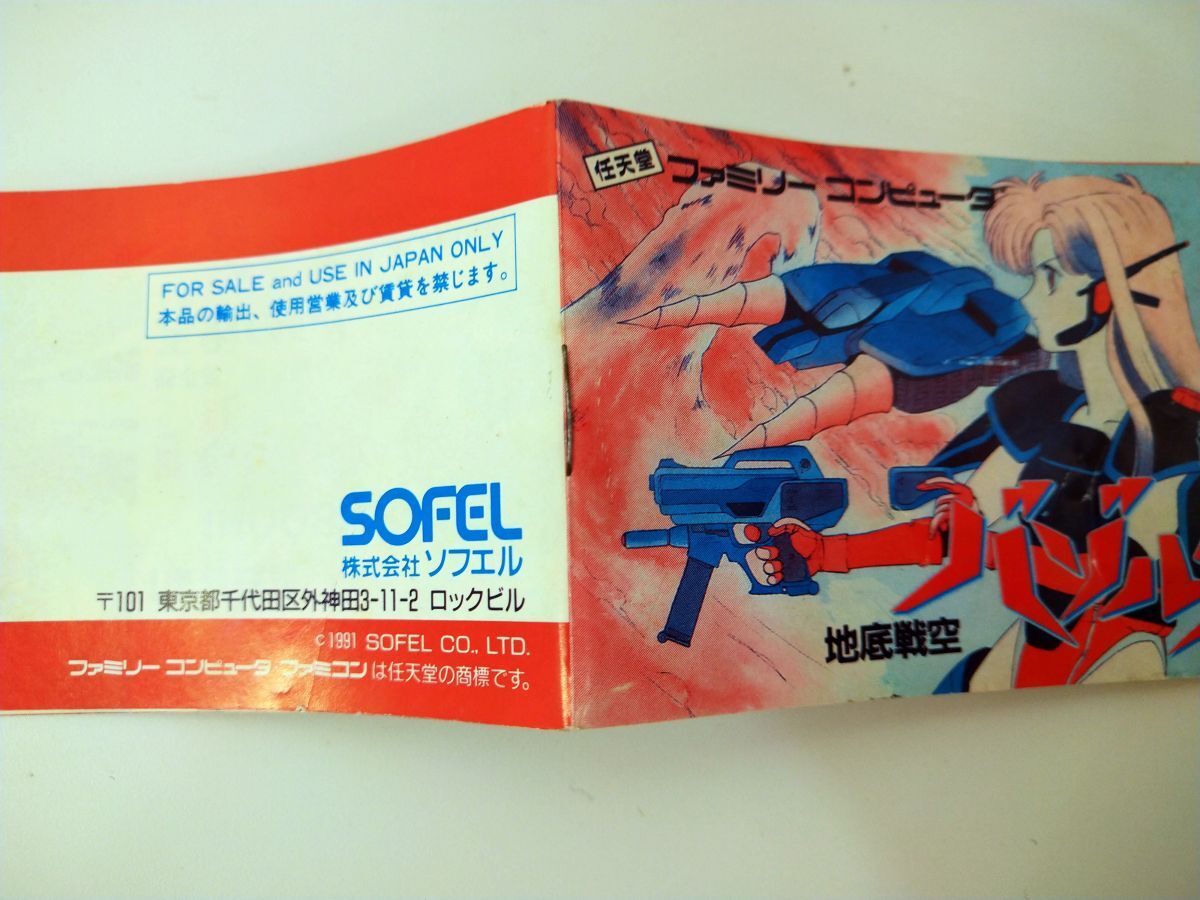 FOR SALE and USE IN JAPAN ONLY
本品の輸出、使用営業及び賃貸を禁じます。
SOFEL
株式会社 ソフエル
〒101 東京都千代田区外神田3-11-2 ロックビル
©1991 SOFEL CO., LTD.
ファミリー コンピュータ ファミコンは任天堂の商標です。
任天堂 ファミリー コンピュータ
地底戦空
バゾル